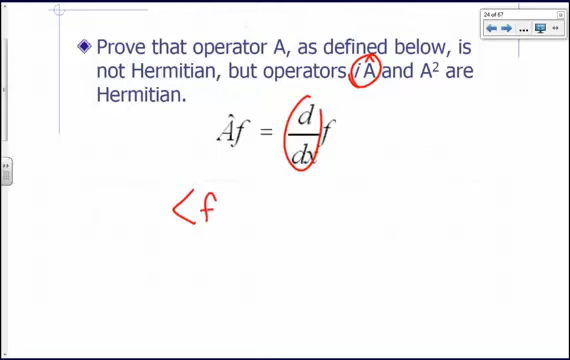 24 of 67
Prove that operator A, as defined below, is
not Hermitian, but operators i Â and A² are
Hermitian.
Âf = d/dx f
<f